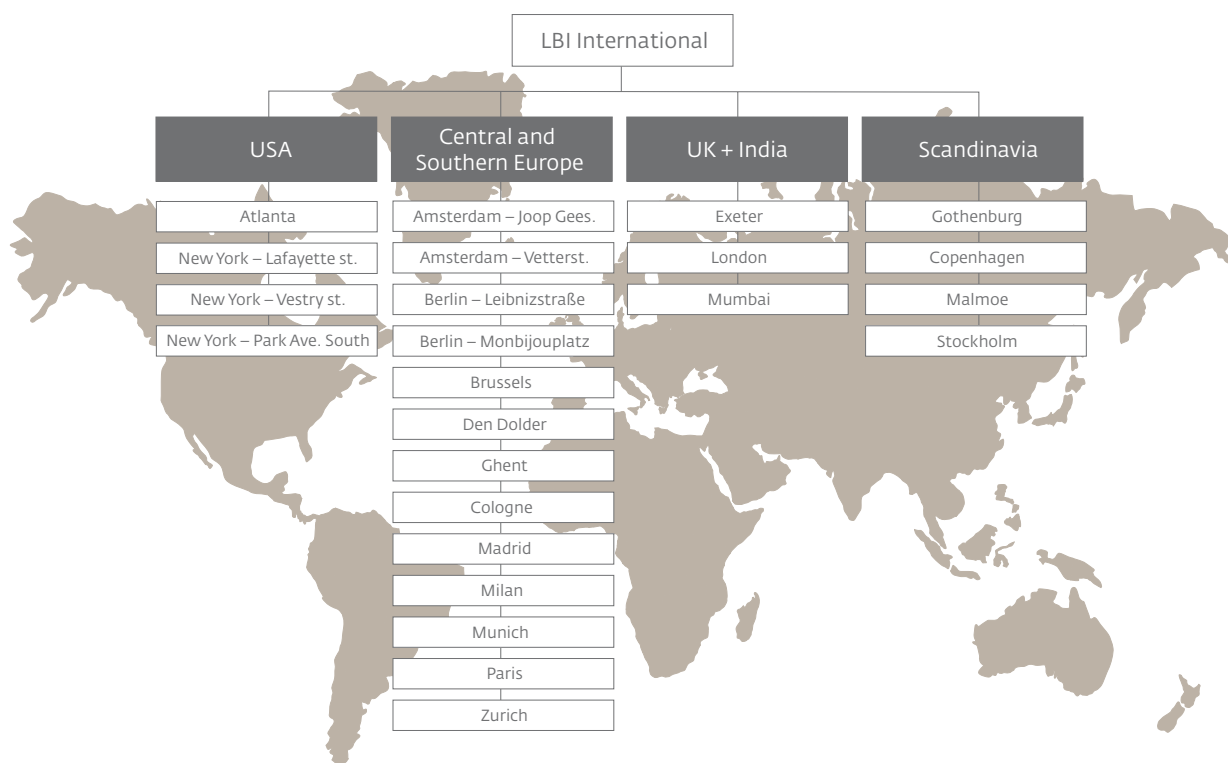 LBI International
USA
Atlanta
New York – Lafayette st.
New York – Vestry st.
New York – Park Ave. South
Central and
Southern Europe
Amsterdam – Joop Gees.
Amsterdam – Vetterst.
Berlin – Leibnizstraße
Berlin – Monbijouplatz
Brussels
Den Dolder
Ghent
Cologne
Madrid
Milan
Munich
Paris
Zurich
UK + India
Exeter
London
Mumbai
Scandinavia
Gothenburg
Copenhagen
Malmoe
Stockholm